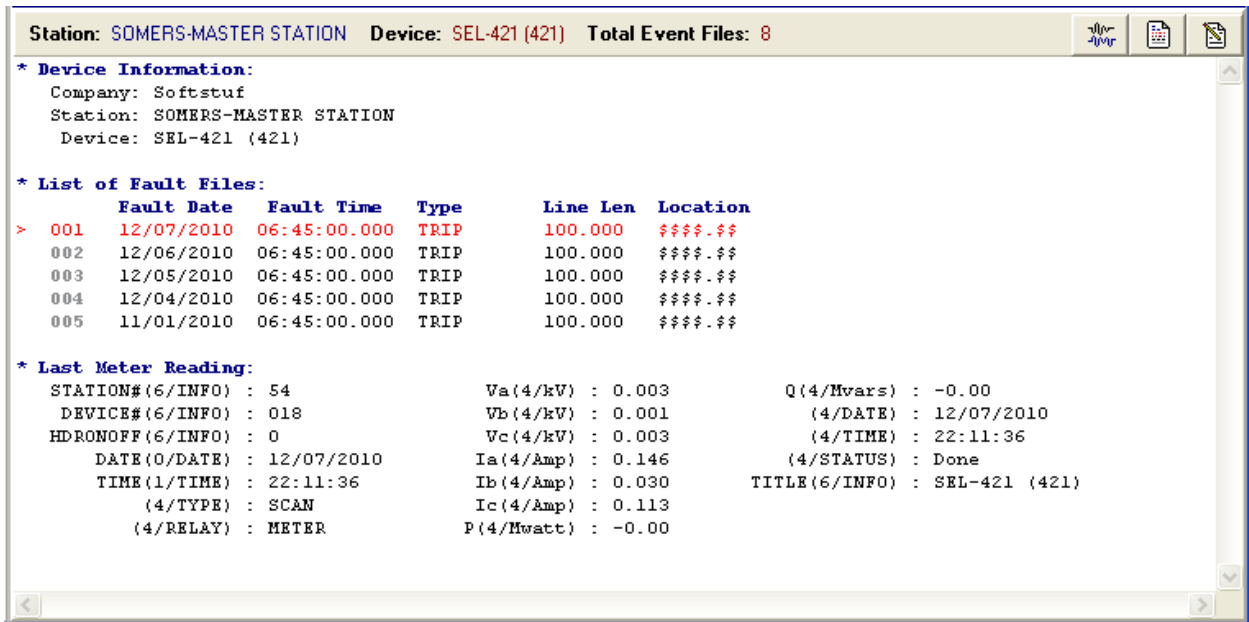 Station: SOMERS-MASTER STATION Device: SEL-421 (421) Total Event Files: 8
* Device Information:
Company: Softstuf
Station: SOMERS-MASTER STATION
Device: SEL-421 (421)
* List of Fault Files:
Fault Date Fault Time Type Line Len Location
> 001 12/07/2010 06:45:00.000 TRIP 100.000 $$$$.$$
002 12/06/2010 06:45:00.000 TRIP 100.000 $$$$.$$
003 12/05/2010 06:45:00.000 TRIP 100.000 $$$$.$$
004 12/04/2010 06:45:00.000 TRIP 100.000 $$$$.$$
005 11/01/2010 06:45:00.000 TRIP 100.000 $$$$.$$
* Last Meter Reading:
STATION#(6/INFO) : 54 Va(4/kV) : 0.003 Q(4/Mvars) : -0.00
DEVICE#(6/INFO) : 018 Vb(4/kV) : 0.001 (4/DATE) : 12/07/2010
HDRONOFF(6/INFO) : 0 Vc(4/kV) : 0.003 (4/TIME) : 22:11:36
DATE(0/DATE) : 12/07/2010 Ia(4/Amp) : 0.146 (4/STATUS) : Done
TIME(1/TIME) : 22:11:36 Ib(4/Amp) : 0.030 TITLE(6/INFO) : SEL-421 (421)
(4/TYPE) : SCAN Ic(4/Amp) : 0.113
(4/RELAY) : METER P(4/Mwatt) : -0.00